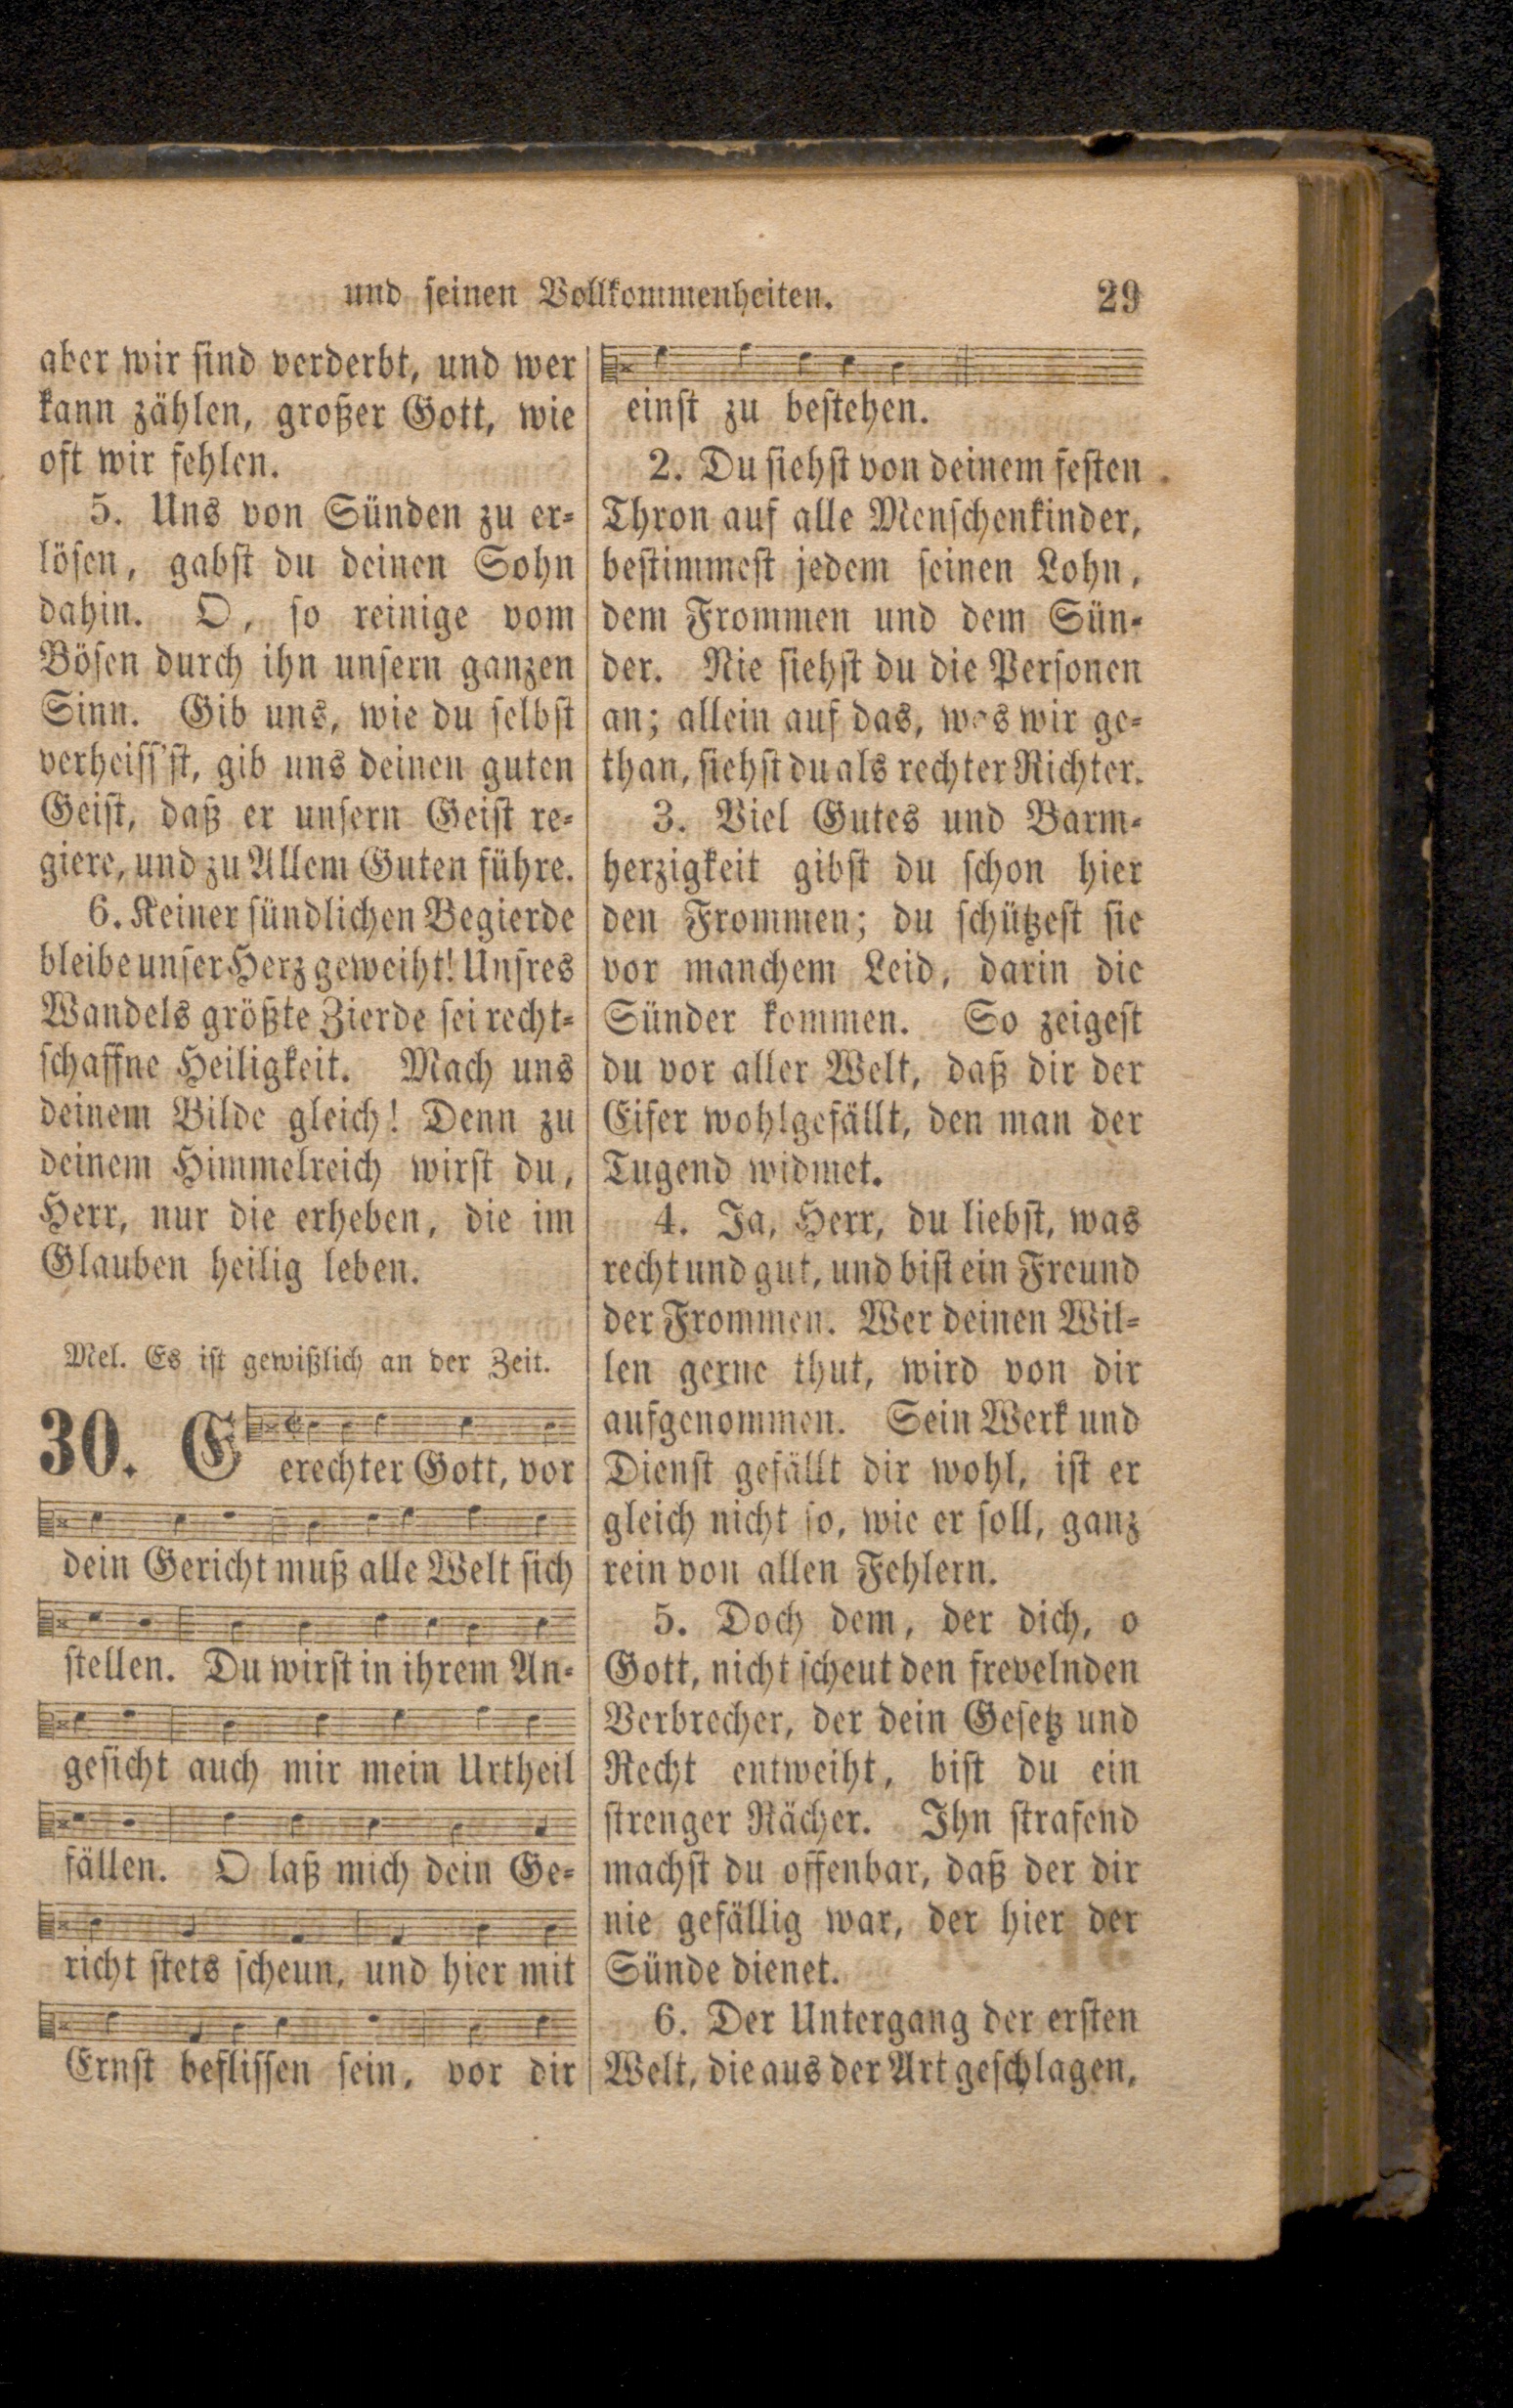 und seinen Vollkommenheiten. 29
aber wir sind verderbt, und wer
kann zählen, großer Gott, wie
oft wir fehlen.
5. Uns von Sünden zu er-
lösen, gabst du deinen Sohn
dahin. O, so reinige vom
Bösen durch ihn unsern ganzen
Sinn. Gib uns, wie du selbst
verheiss'st, gib uns deinen guten
Geist, daß er unsern Geist re-
giere, und zu Allem Guten führe.
6. Keiner sündlichen Begierde
bleibe unser Herz geweiht! Unsres
Wandels größte Zierde sei recht-
schaffne Heiligkeit. Mach uns
deinem Bilde gleich! Denn zu
deinem Himmelreich wirst du,
Herr, nur die erheben, die im
Glauben heilig leben.
Mel. Es ist gewißlich an der Zeit.
30. Gerechter Gott, vor
dein Gericht muß alle Welt sich
stellen. Du wirst in ihrem An-
gesicht auch mir mein Urtheil
fällen. O laß mich dein Ge-
richt stets scheun, und hier mit
Ernst beflissen sein, vor dir
einst zu bestehen.
2. Du siehst von deinem festen
Thron auf alle Menschenkinder,
bestimmest jedem seinen Lohn,
dem Frommen und dem Sün-
der. Nie siehst du die Personen
an; allein auf das, was wir ge-
than, siehst du als rechter Richter.
3. Viel Gutes und Barm-
herzigkeit gibst du schon hier
den Frommen; du schützest sie
vor manchem Leid, darin die
Sünder kommen. So zeigest
du vor aller Welt, daß dir der
Eifer wohlgefällt, den man der
Tugend widmet.
4. Ja, Herr, du liebst, was
recht und gut, und bist ein Freund
der Frommen. Wer deinen Wil-
len gerne thut, wird von dir
aufgenommen. Sein Werk und
Dienst gefällt dir wohl, ist er
gleich nicht so, wie er soll, ganz
rein von allen Fehlern.
5. Doch dem, der dich, o
Gott, nicht scheut den frevelnden
Verbrecher, der dein Gesetz und
Recht entweiht, bist du ein
strenger Rächer. Ihn strafend
machst du offenbar, daß der dir
nie gefällig war, der hier der
Sünde dienet.
6. Der Untergang der ersten
Welt, die aus der Art geschlagen,